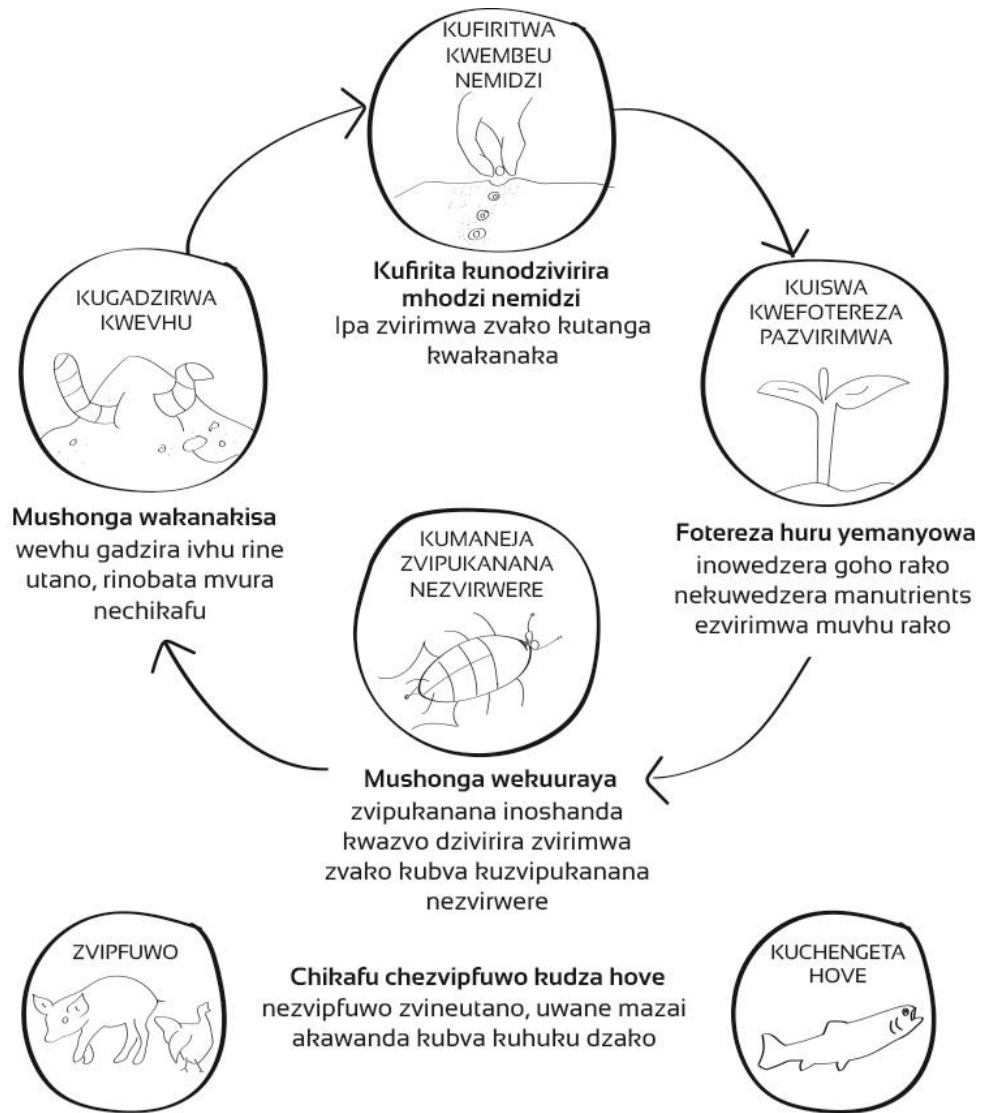 KUFIRITWA
KWEMBEU
NEMIDZI
Kufirita kunodzivirira
mhodzi nemidzi
Ipa zvirimwa zvako kutanga
kwakanaka
KUISWA
KWEFOTEREZA
PAZVIRIMWA
Fotereza huru yemanyowa
inowedzera goho rako
nekuwedzera manutrients
ezvirimwa muvhu rako
KUMANEJA
ZVIPUKANANA
NEZVIRWERE
Mushonga wekuuraya
zvipukanana inoshanda
kwazvo dzivirira zvirimwa
zvako kubva kuzvipukanana
nezvirwere
KUGADZIRWA
KWEVHU
Mushonga wakanakisa
wevhu gadzira ivhu rine
utano, rinobata mvura
nechikafu
ZVIPFUWO
Chikafu chezvipfuwo kudza hove
nezvipfuwo zvineutano, uwane mazai
akawanda kubva kuhuku dzako
KUCHENGETA
HOVE